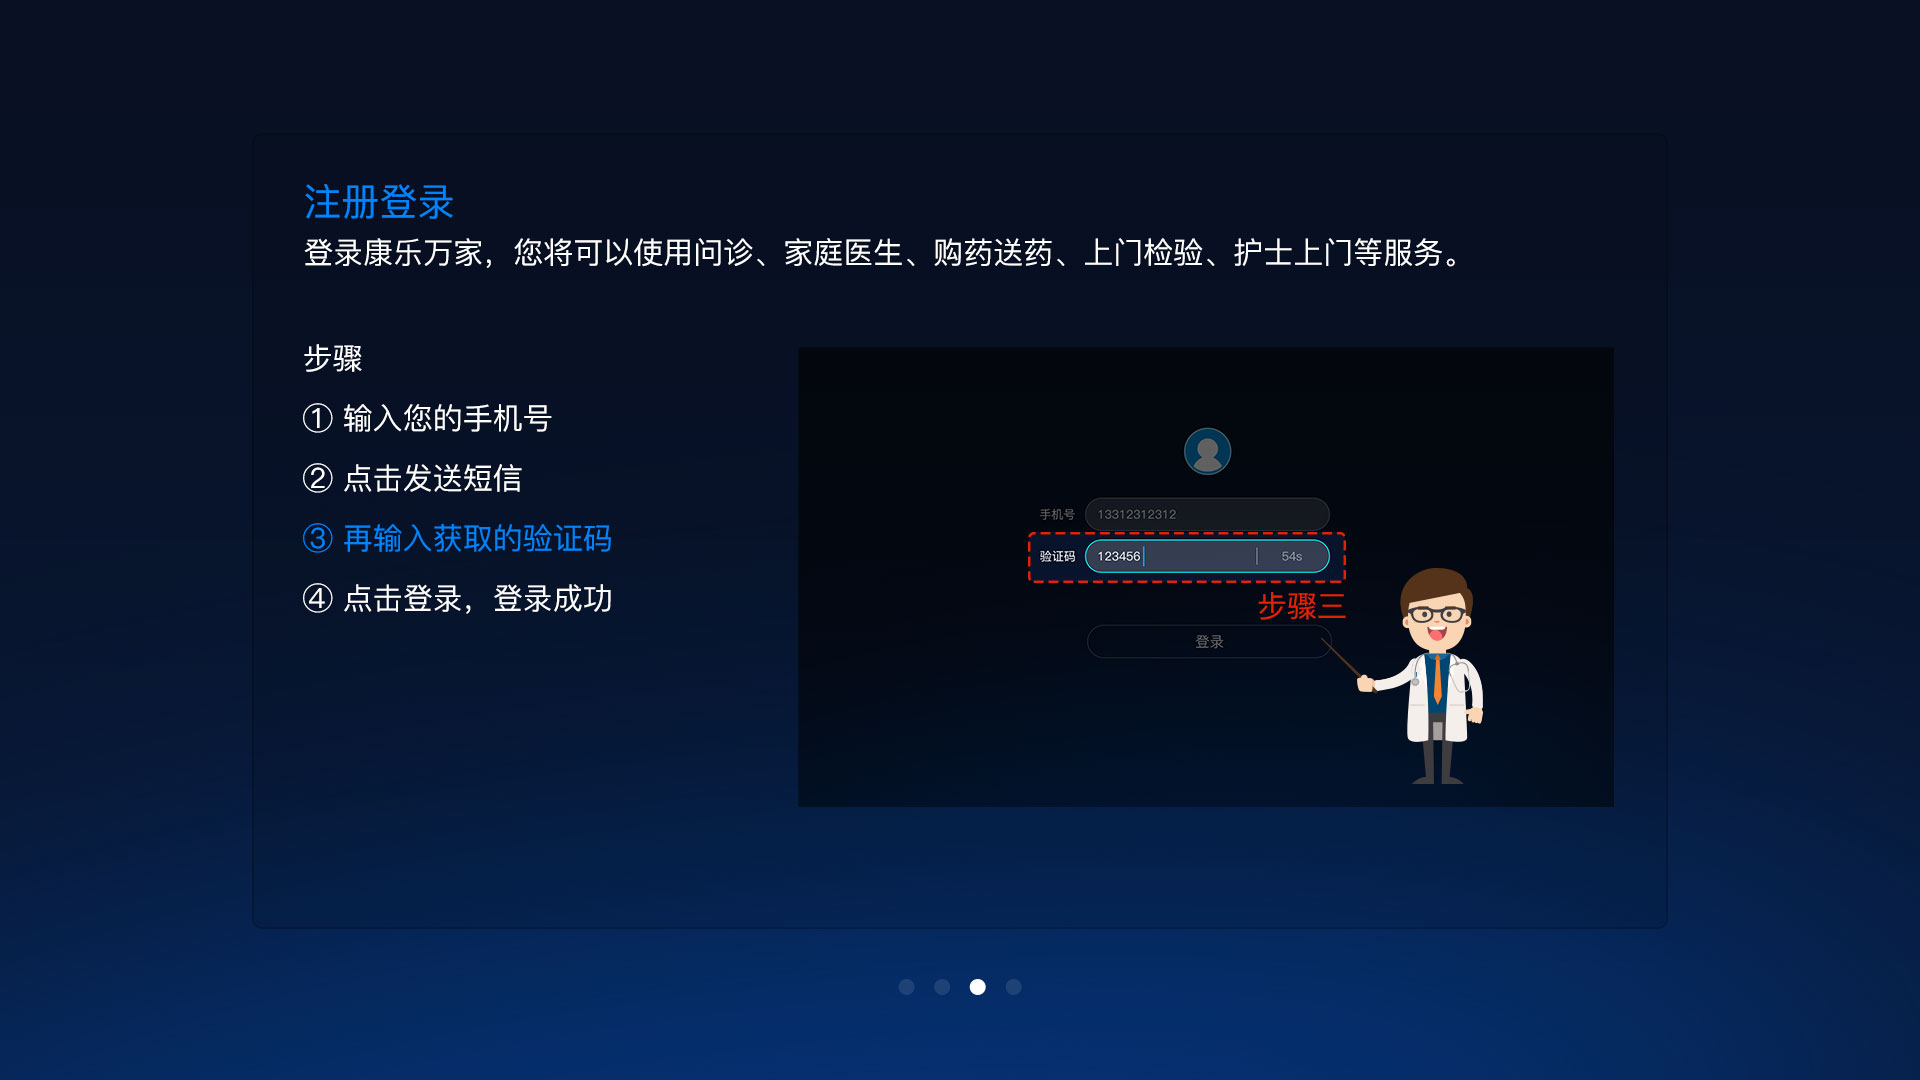 注册登录
登录康乐万家，您将可以使用问诊、家庭医生、购药送药、上门检验、护士上门等服务。
步骤
① 输入您的手机号
② 点击发送短信
③ 再输入获取的验证码
④ 点击登录，登录成功
手机号 13312312312
验证码 123456 54s
步骤三
登录